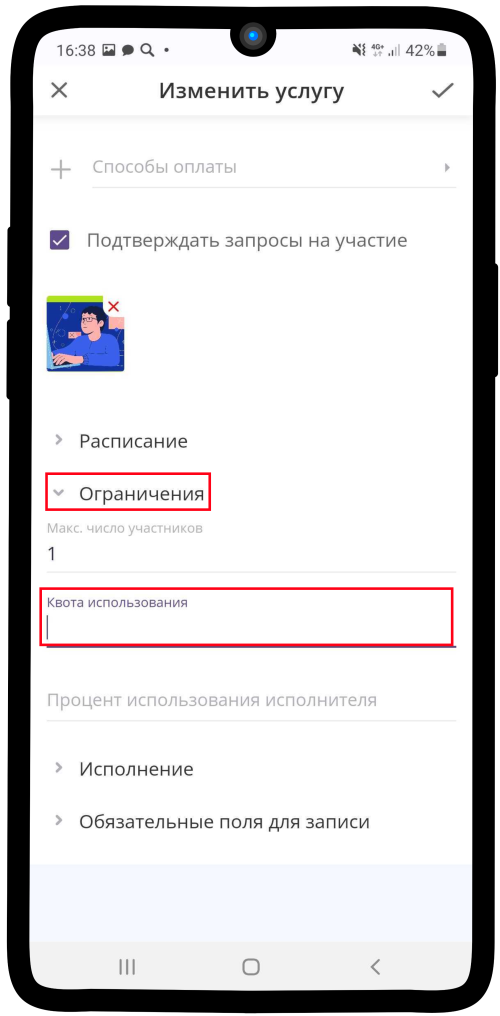 16:38 4G+ 42%
Изменить услугу
Способы оплаты
Подтверждать запросы на участие
Расписание
Ограничения
Макс. число участников
1
Квота использования
Процент использования исполнителя
Исполнение
Обязательные поля для записи